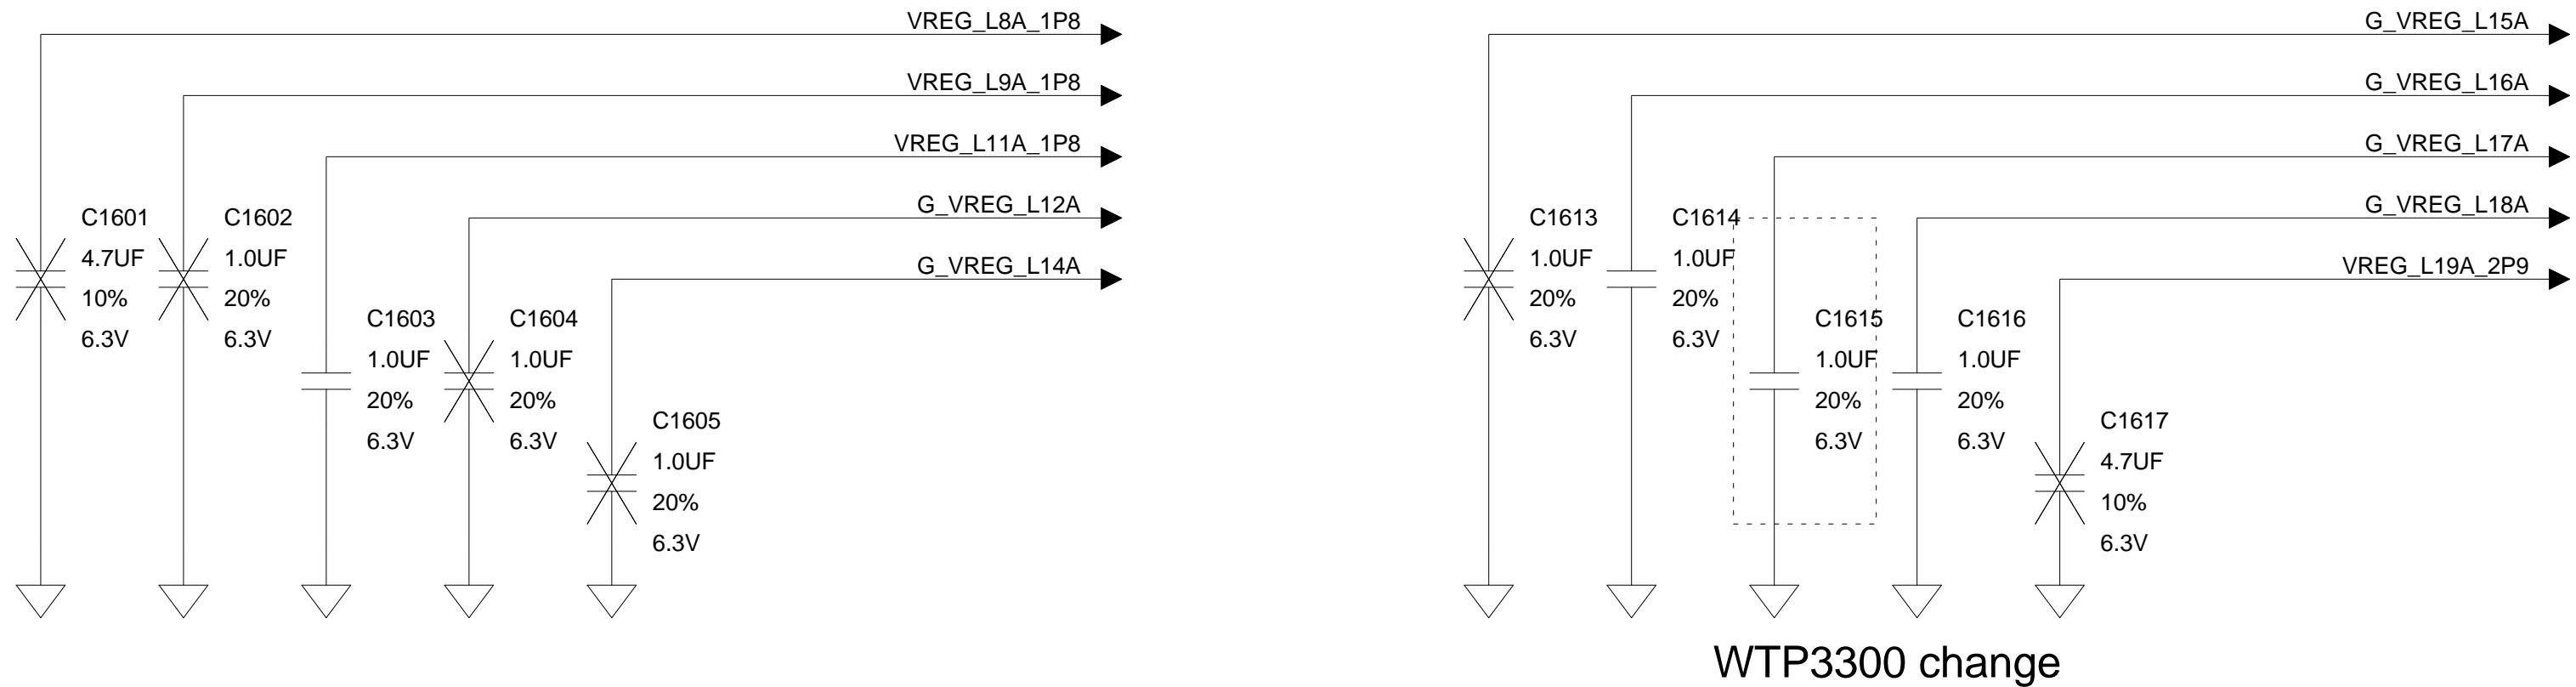 VREG_L8A_1P8
VREG_L9A_1P8
VREG_L11A_1P8
G_VREG_L12A
G_VREG_L14A
C1601
4.7UF
10%
6.3V
C1602
1.0UF
20%
6.3V
C1603
1.0UF
20%
6.3V
C1604
1.0UF
20%
6.3V
C1605
1.0UF
20%
6.3V
G_VREG_L15A
G_VREG_L16A
G_VREG_L17A
G_VREG_L18A
VREG_L19A_2P9
C1613
1.0UF
20%
6.3V
C1614
1.0UF
20%
6.3V
C1615
1.0UF
20%
6.3V
C1616
1.0UF
20%
6.3V
C1617
4.7UF
10%
6.3V
WTP3300 change